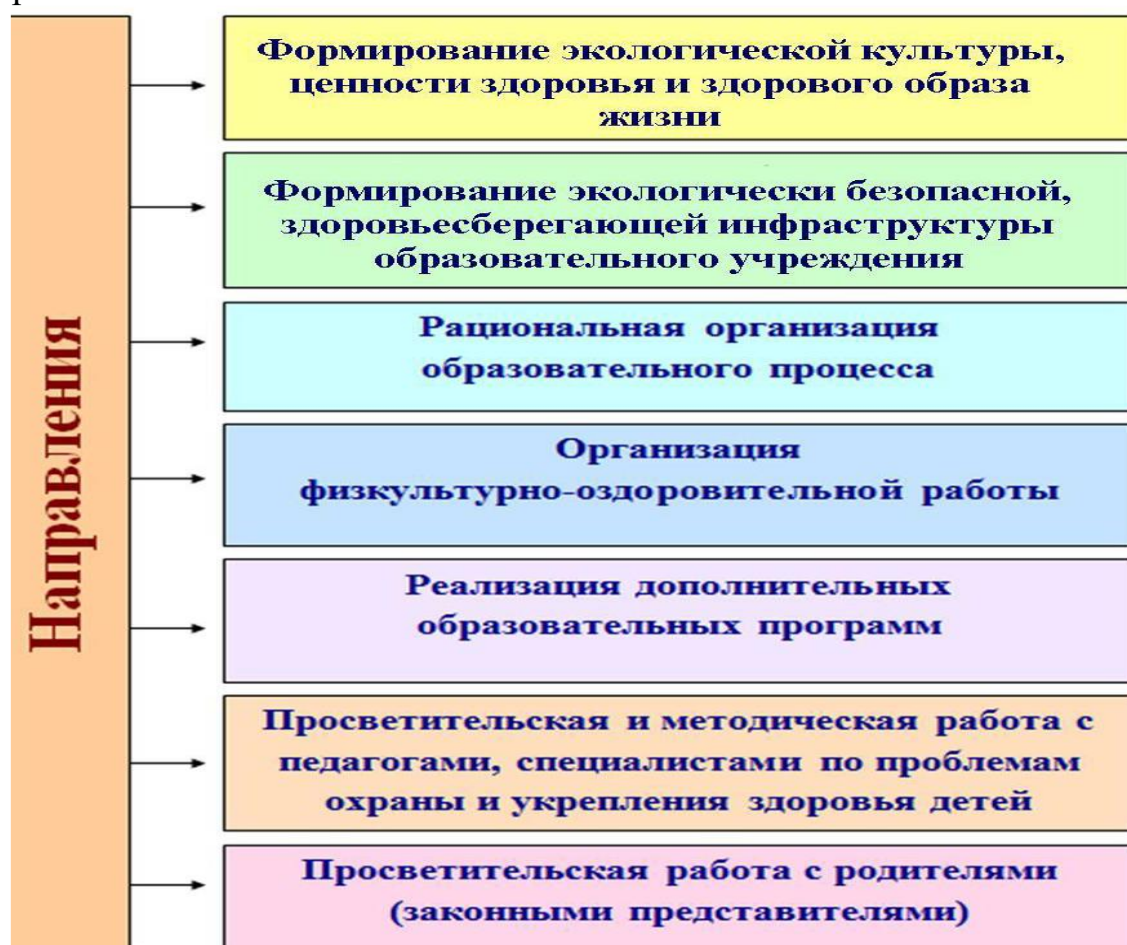 Направления
Формирование экологической культуры,
ценности здоровья и здорового образа
жизни
Формирование экологически безопасной,
здоровьесберегающей инфраструктуры
образовательного учреждения
Рациональная организация
образовательного процесса
Организация
физкультурно-оздоровительной работы
Реализация дополнительных
образовательных программ
Просветительская и методическая работа с
педагогами, специалистами по проблемам
охраны и укрепления здоровья детей
Просветительская работа с родителями
(законными представителями)